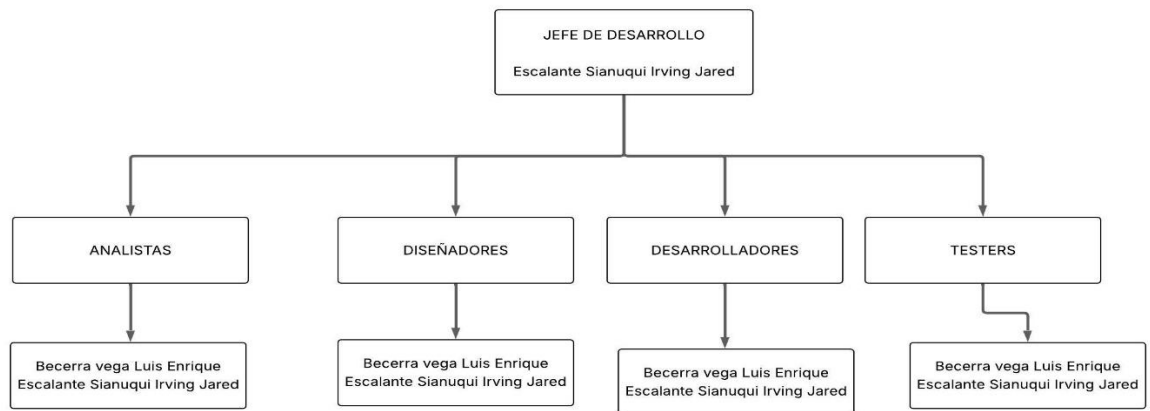 JEFE DE DESARROLLO
Escalante Sianuqui Irving Jared
ANALISTAS
DISEÑADORES
DESARROLLADORES
TESTERS
Becerra vega Luis Enrique
Escalante Sianuqui Irving Jared
Becerra vega Luis Enrique
Escalante Sianuqui Irving Jared
Becerra vega Luis Enrique
Escalante Sianuqui Irving Jared
Becerra vega Luis Enrique
Escalante Sianuqui Irving Jared